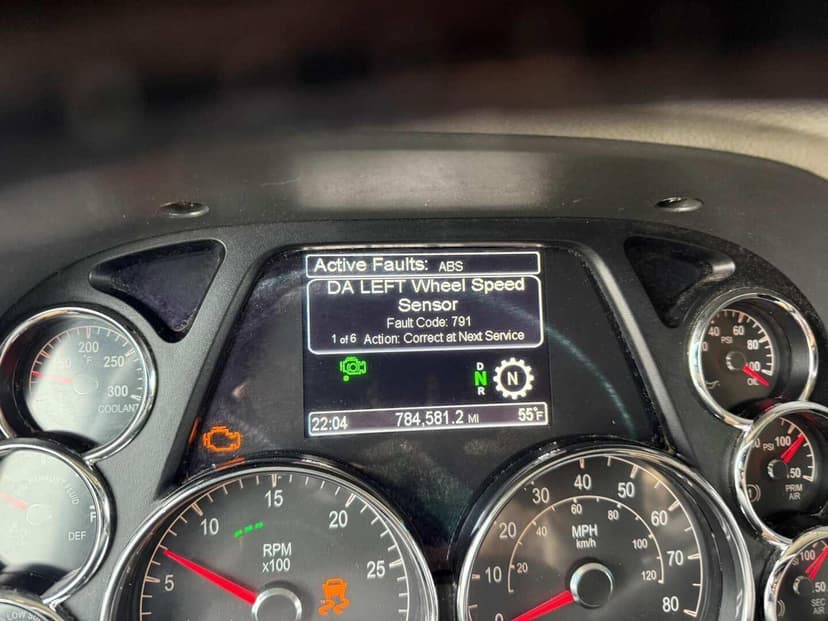 Active Faults: ABS
DA LEFT Wheel Speed
Sensor
Fault Code: 791
1 of 6 Action: Correct at Next Service
D
N
R
N
22:04 784,581.2 MI 55°F
200
°F
250
300
COOLANT
FLUID
F
DEF
LOW
5
10
15
20
25
RPM
x100
10
20
30
40
50
60
70
80
MPH
km/h
20
40
60
80
100
120
40
60
80
PSI
OIL
PSI
100
150
PRIM
AIR
100
150
SEC
AIR